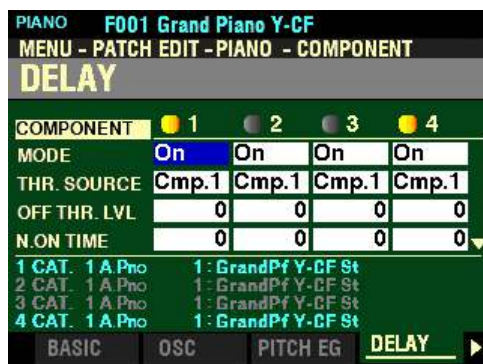 PIANO F001 Grand Piano Y-CF
MENU - PATCH EDIT - PIANO - COMPONENT
DELAY
COMPONENT 1 2 3 4
MODE On On On On
THR. SOURCE Cmp.1 Cmp.1 Cmp.1 Cmp.1
OFF THR. LVL 0 0 0 0
N.ON TIME 0 0 0 0
1 CAT. 1 A.Pno 1: GrandPf Y-CF St
2 CAT. 1 A.Pno 1: GrandPf Y-CF St
3 CAT. 1 A.Pno 1: GrandPf Y-CF St
4 CAT. 1 A.Pno 1: GrandPf Y-CF St
BASIC OSC PITCH EG DELAY